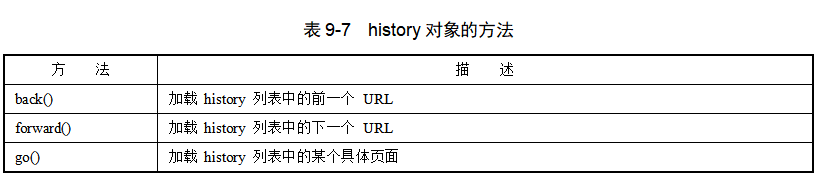 表 9-7 history 对象的方法
方 法 描 述
back() 加载 history 列表中的前一个 URL
forward() 加载 history 列表中的下一个 URL
go() 加载 history 列表中的某个具体页面